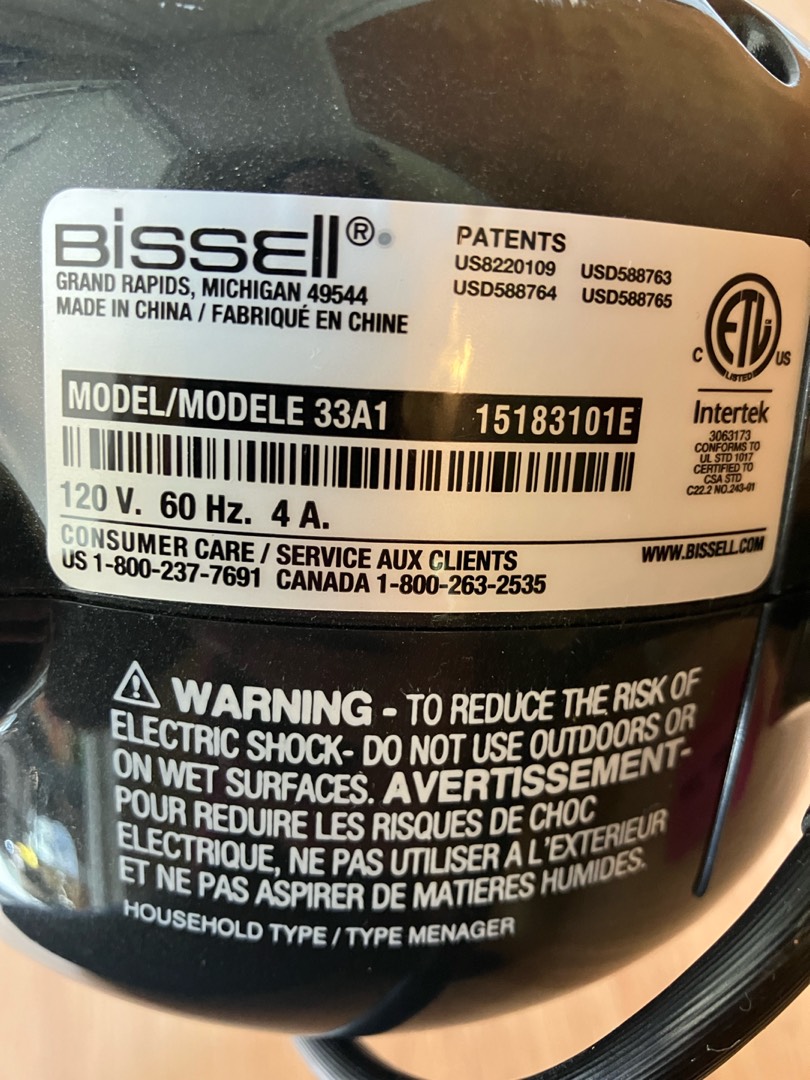 BISSELL®
GRAND RAPIDS, MICHIGAN 49544
MADE IN CHINA / FABRIQUÉ EN CHINE
PATENTS
US8220109 USD588763
USD588764 USD588765
ETL CM
C US
LISTED
Intertek
3063173
CONFORMS TO
UL STD 1017
CERTIFIED TO
CSA STD
C22.2 NO.243-01
MODEL/MODELE 33A1 15183101E
120 V. 60 Hz. 4 A.
CONSUMER CARE / SERVICE AUX CLIENTS
US 1-800-237-7691 CANADA 1-800-263-2535
WWW.BISSELL.COM
WARNING - TO REDUCE THE RISK OF
ELECTRIC SHOCK- DO NOT USE OUTDOORS OR
ON WET SURFACES. AVERTISSEMENT-
POUR REDUIRE LES RISQUES DE CHOC
ELECTRIQUE, NE PAS UTILISER A L'EXTERIEUR
ET NE PAS ASPIRER DE MATIERES HUMIDES.
HOUSEHOLD TYPE / TYPE MENAGER